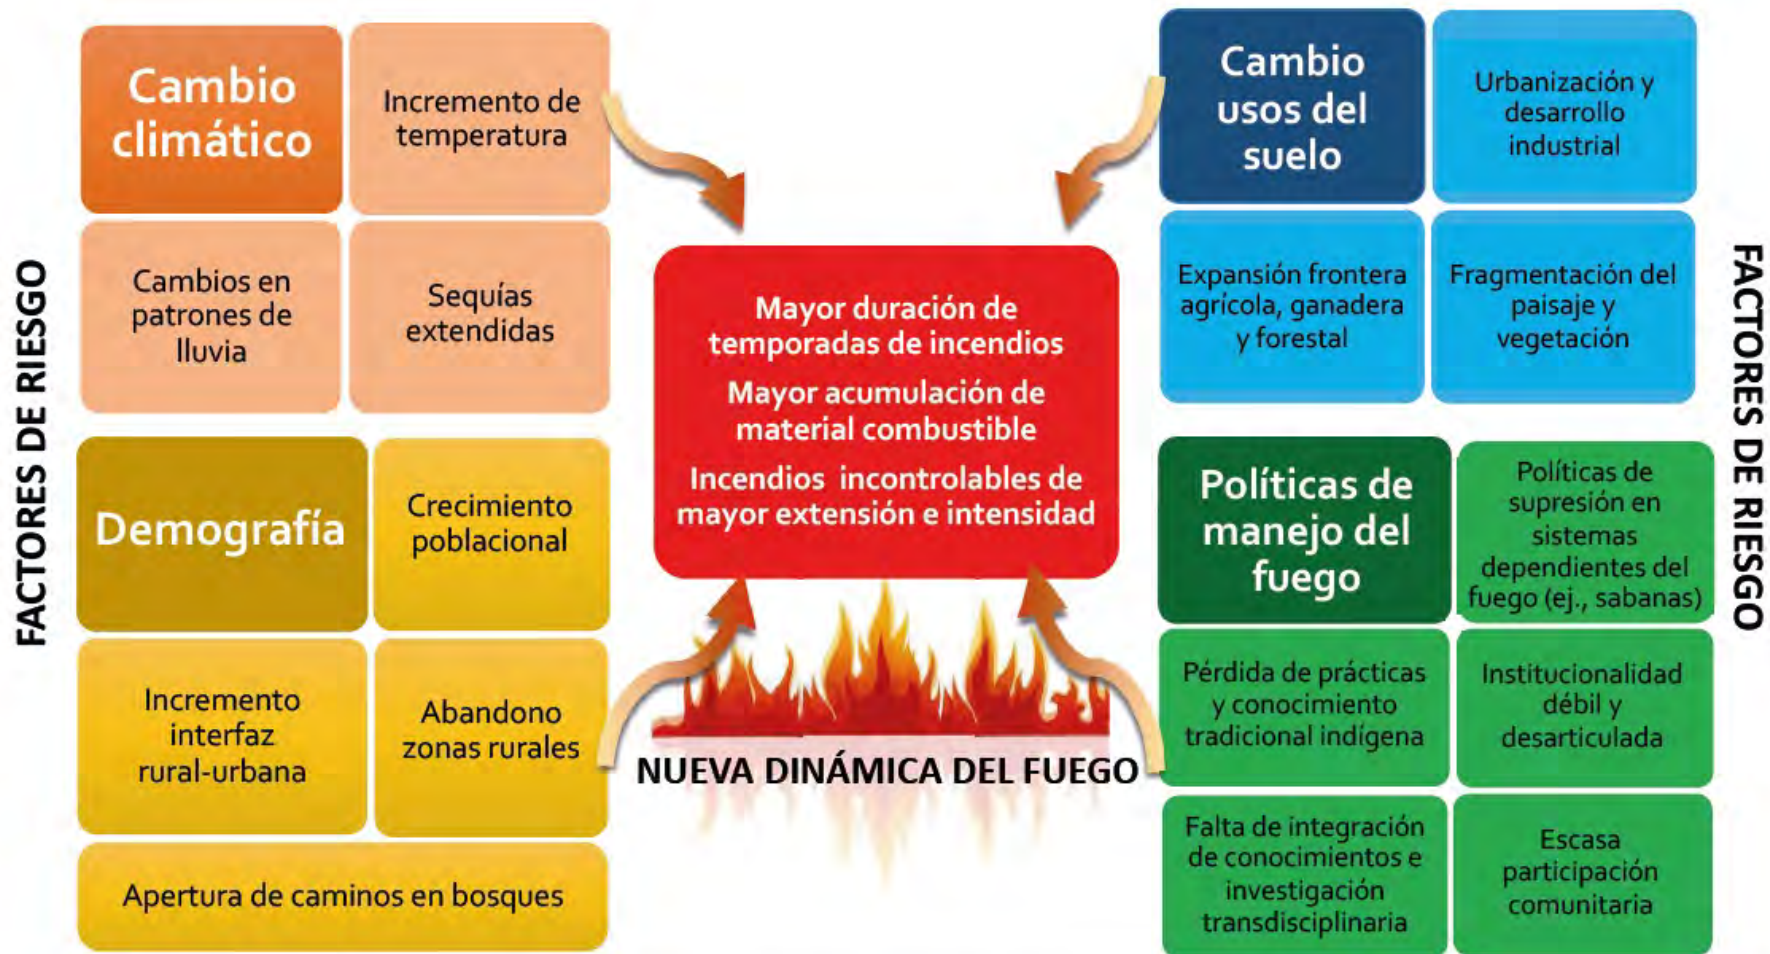 FACTORES DE RIESGO
Cambio
climático
Incremento de
temperatura
Cambios en
patrones de
lluvia
Sequías
extendidas
Demografía
Crecimiento
poblacional
Incremento
interfaz
rural-urbana
Abandono
zonas rurales
Apertura de caminos en bosques
Mayor duración de
temporadas de incendios
Mayor acumulación de
material combustible
Incendios incontrolables de
mayor extensión e intensidad
NUEVA DINÁMICA DEL FUEGO
Cambio
usos del
suelo
Urbanización y
desarrollo
industrial
Expansión frontera
agrícola, ganadera
y forestal
Fragmentación del
paisaje y
vegetación
Políticas de
manejo del
fuego
Políticas de
supresión en
sistemas
dependientes del
fuego (ej., sabanas)
Pérdida de prácticas
y conocimiento
tradicional indígena
Institucionalidad
débil y
desarticulada
Falta de integración
de conocimientos e
investigación
transdisciplinaria
Escasa
participación
comunitaria
FACTORES DE RIESGO